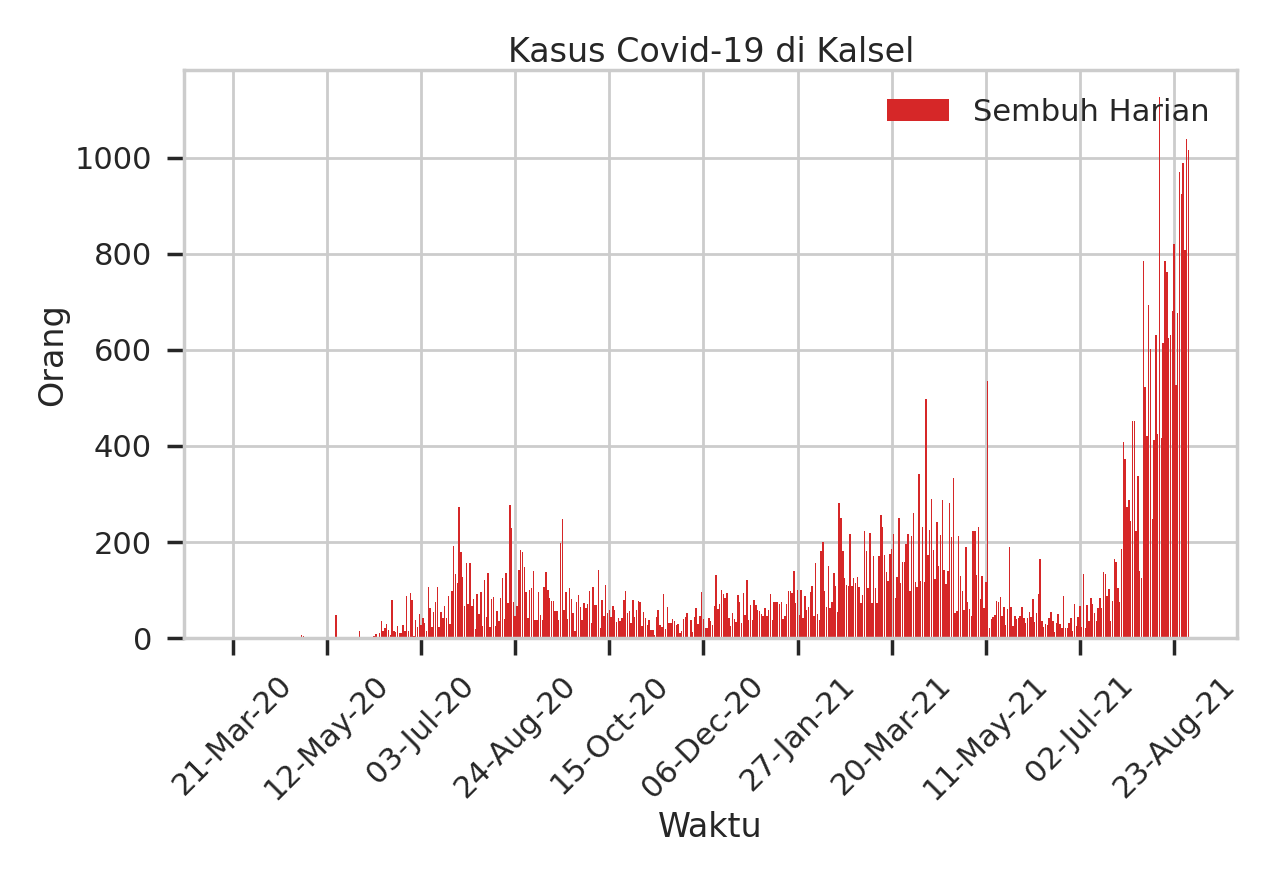 Kasus Covid-19 di Kalsel
Sembuh Harian
Orang
1000
800
600
400
200
0
21-Mar-20
12-May-20
03-Jul-20
24-Aug-20
15-Oct-20
06-Dec-20
27-Jan-21
20-Mar-21
11-May-21
02-Jul-21
23-Aug-21
Waktu